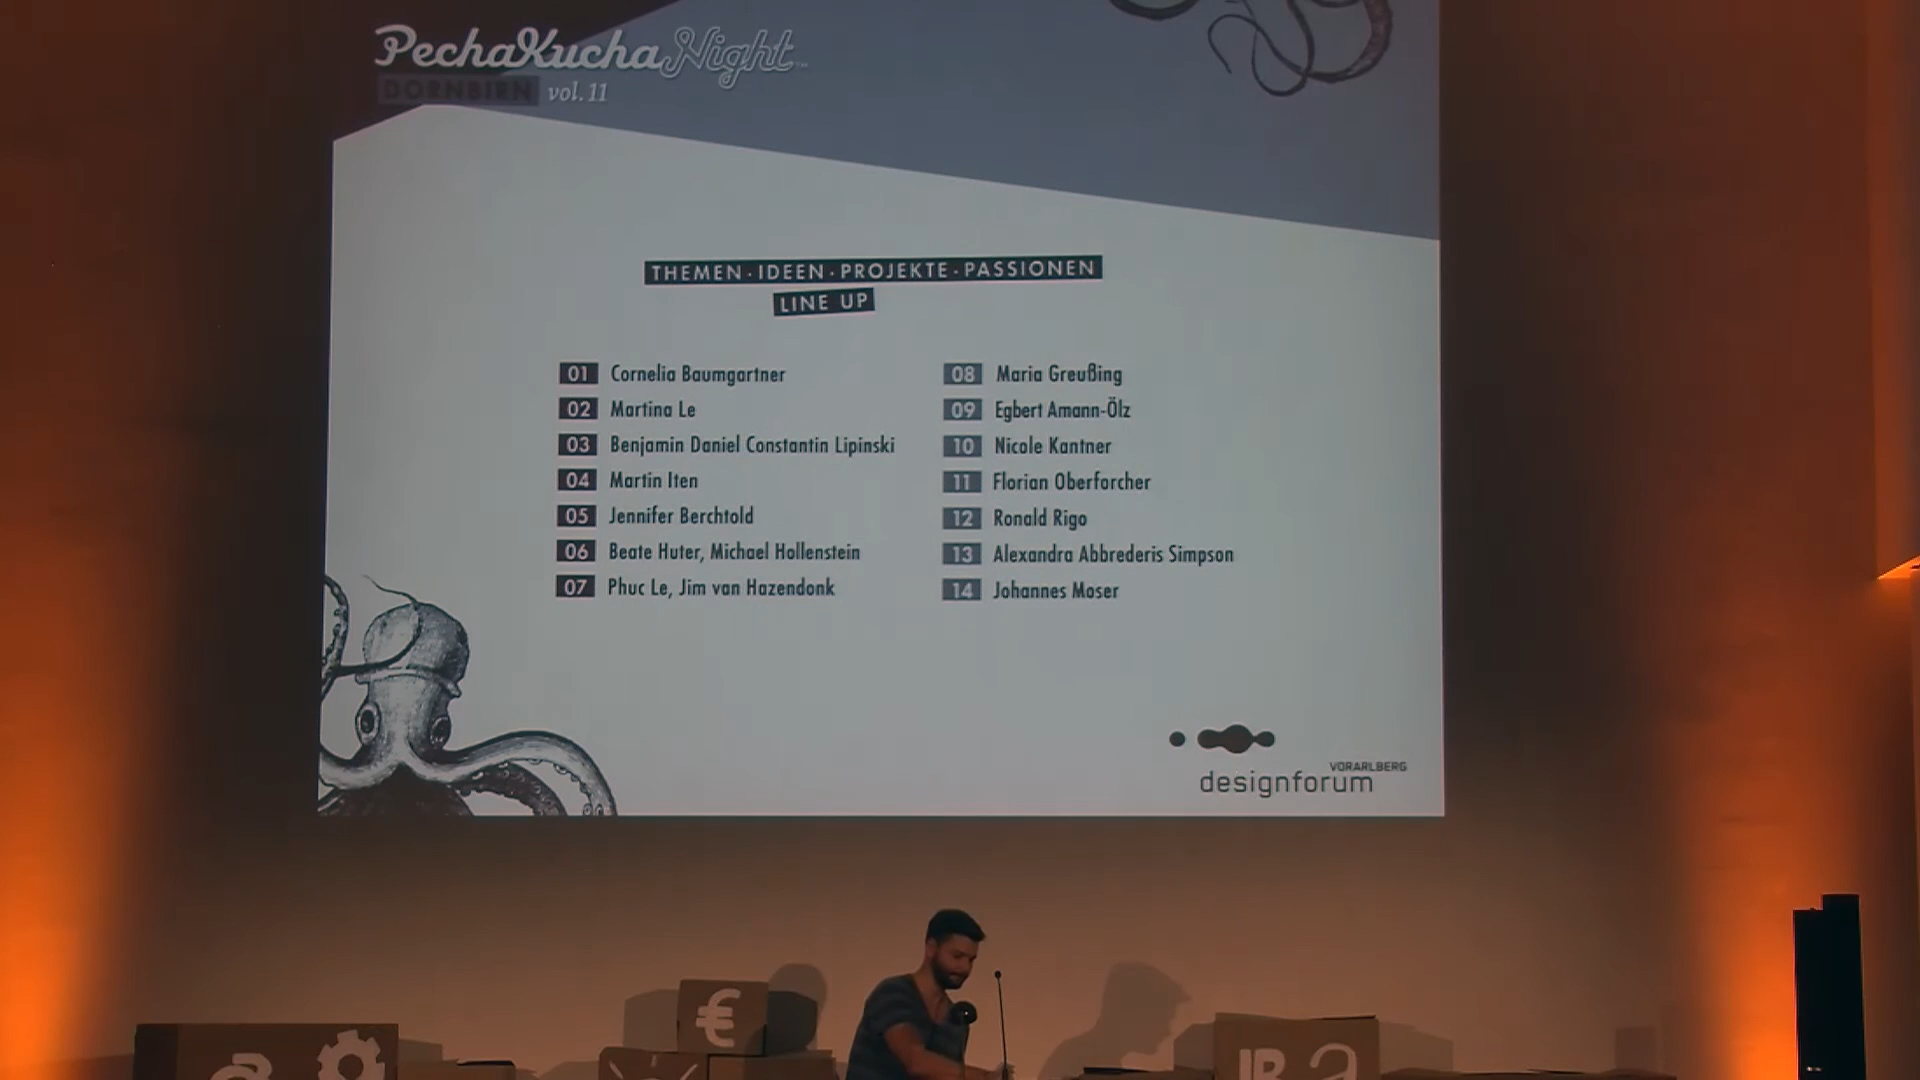 PechaKucha Night™
DORNBIRN vol. 11
THEMEN · IDEEN · PROJEKTE · PASSIONEN
LINE UP
01 Cornelia Baumgartner
02 Martina Le
03 Benjamin Daniel Constantin Lipinski
04 Martin Iten
05 Jennifer Berchtold
06 Beate Huter, Michael Hollenstein
07 Phuc Le, Jim van Hazendonk
08 Maria Greußing
09 Egbert Amann-Ölz
10 Nicole Kantner
11 Florian Oberforcher
12 Ronald Rigo
13 Alexandra Abbrederis Simpson
14 Johannes Moser
VORARLBERG
designforum
€